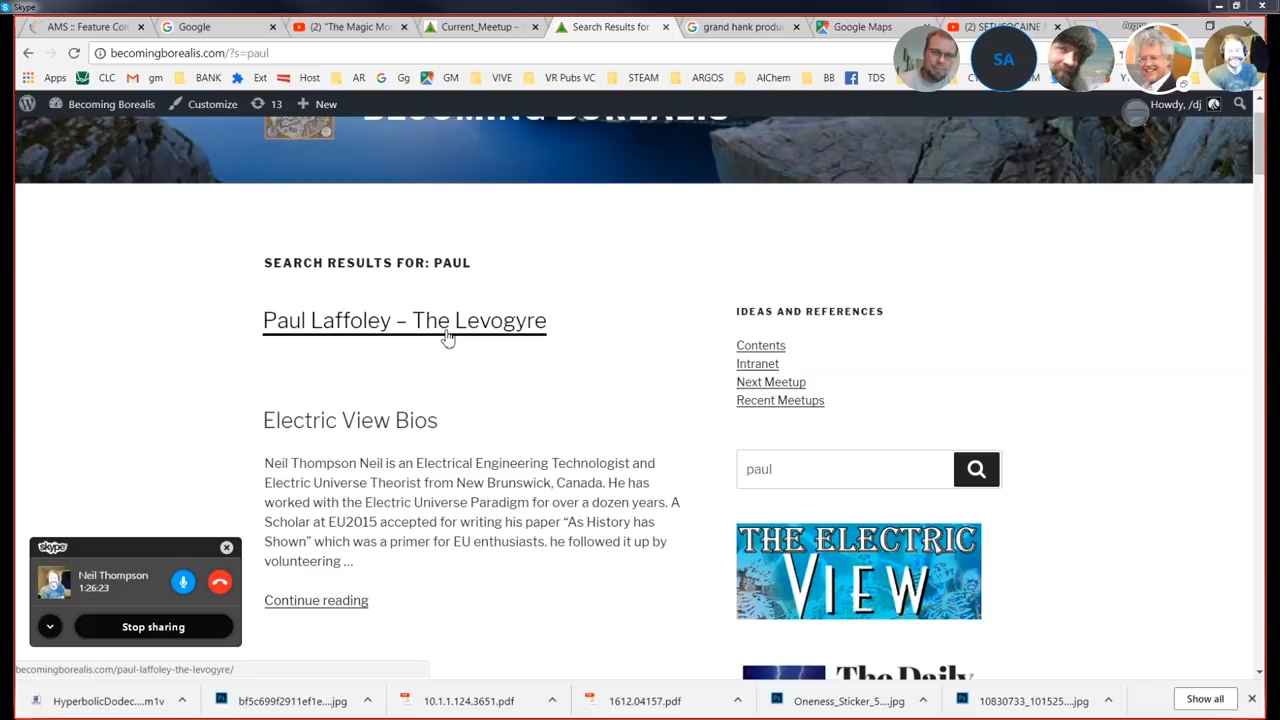 Skype
AMS :: Feature Col
Google
(2) "The Magic Mo
Current_Meetup –
Search Results for:
grand hank produ
Google Maps
becomingborealis.com/?s=paul
SA
Apps CLC gm BANK Ext Host AR Gg GM VIVE VR Pubs VC STEAM ARGOS AIChem BB TDS
Becoming Borealis Customize 13 New Howdy, /dj
BECOMING BOREALIS
SEARCH RESULTS FOR: PAUL
Paul Laffoley – The Levogyre
Electric View Bios
Neil Thompson Neil is an Electrical Engineering Technologist and
Electric Universe Theorist from New Brunswick, Canada. He has
worked with the Electric Universe Paradigm for over a dozen years. A
Scholar at EU2015 accepted for writing his paper “As History has
Shown” which was a primer for EU enthusiasts. he followed it up by
volunteering …
Continue reading
IDEAS AND REFERENCES
Contents
Intranet
Next Meetup
Recent Meetups
paul
THE ELECTRIC
VIEW
The Daily
skype
Neil Thompson
1:26:23
Stop sharing
becomingborealis.com/paul-laffoley-the-levogyre/
HyperbolicDodec....m1v
bf5c699f2911ef1e....jpg
10.1.1.124.3651.pdf
1612.04157.pdf
Oneness_Sticker_5....jpg
10830733_101525....jpg
Show all